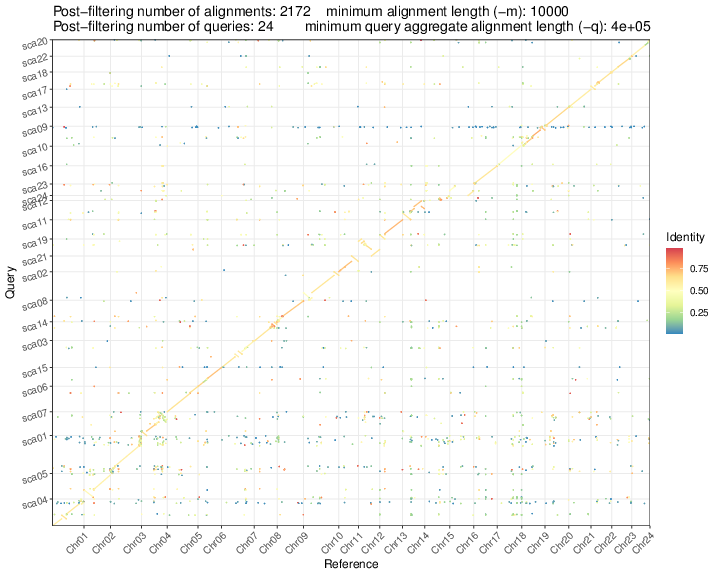 Post−filtering number of alignments: 2172 minimum alignment length (−m): 10000
Post−filtering number of queries: 24 minimum query aggregate alignment length (−q): 4e+05
sca20
sca22
sca18
sca17
sca13
sca09
sca10
sca16
sca23
sca12
sca11
sca19
sca21
sca02
sca08
sca14
sca03
sca15
sca06
sca07
sca01
sca05
sca04
Query
Identity
0.75
0.50
0.25
Chr01 Chr02 Chr03 Chr04 Chr05 Chr06 Chr07 Chr08 Chr09 Chr10 Chr11 Chr12 Chr13 Chr14 Chr15 Chr16 Chr17 Chr18 Chr19 Chr20 Chr21 Chr22 Chr23 Chr24
Reference